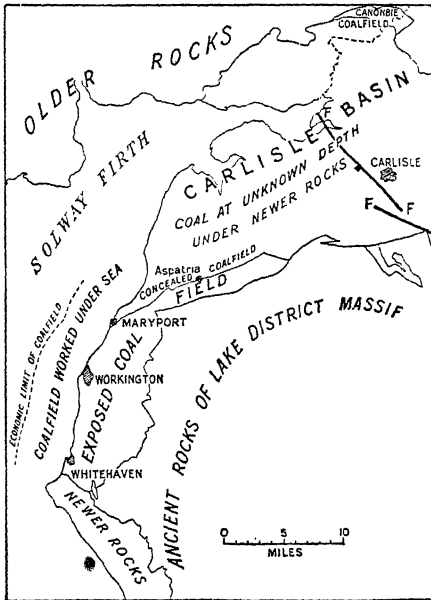 CANONBIE
COALFIELD
OLDER ROCKS
CARLISLE BASIN
F
SOLWAY FIRTH
COAL AT UNKNOWN DEPTH
UNDER NEWER ROCKS
CARLISLE
F
F
Aspatria
CONCEALED COALFIELD
EXPOSED COAL FIELD
MARYPORT
ECONOMIC LIMIT OF COALFIELD
COALFIELD WORKED UNDER SEA
WORKINGTON
ANCIENT ROCKS OF LAKE DISTRICT MASSIF
WHITEHAVEN
NEWER ROCKS
0 5 10
MILES